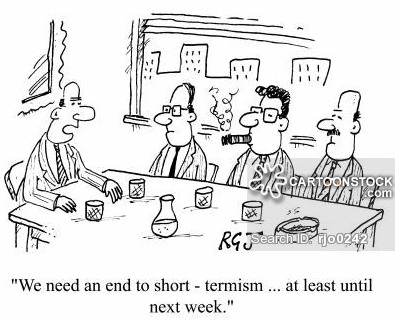 CARTOONSTOCK
.com
RGJ
Search ID: rjo0242
"We need an end to short - termism ... at least until
next week."